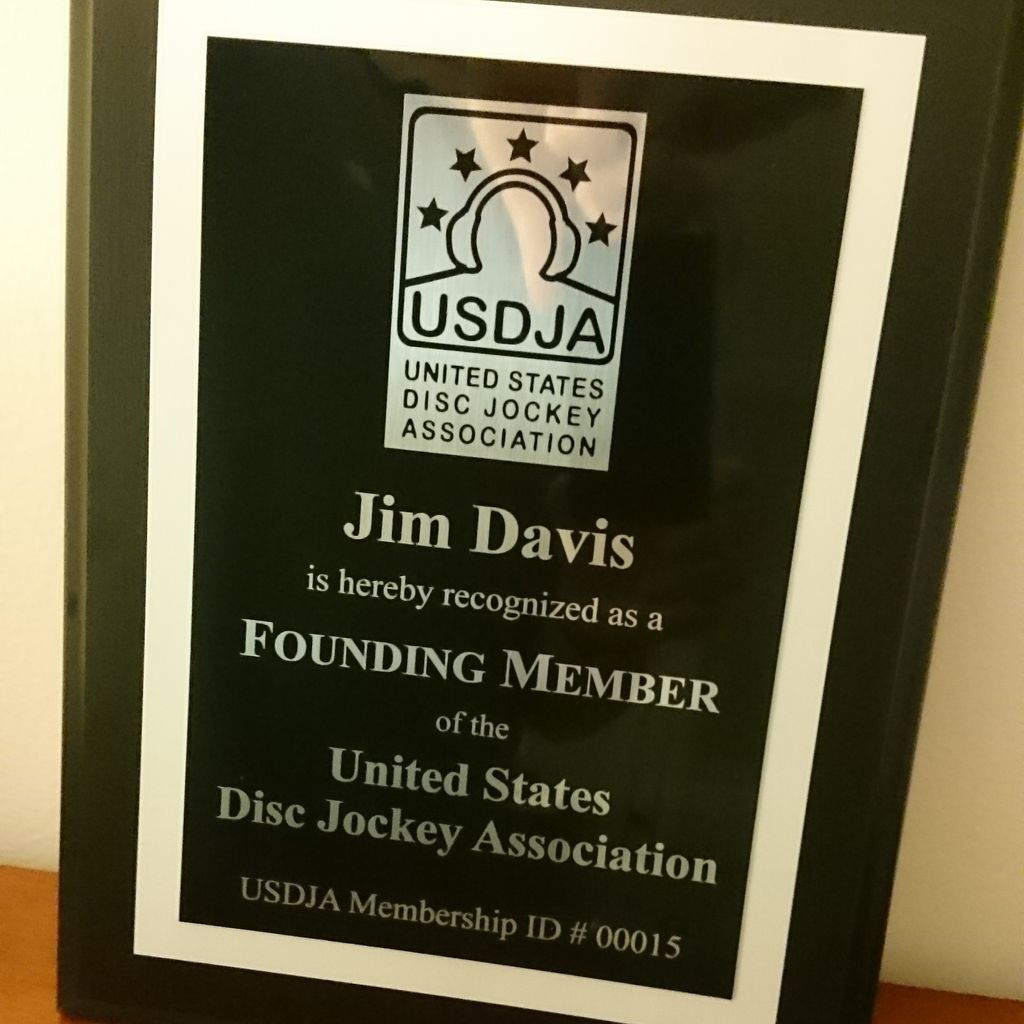 USDJA
UNITED STATES
DISC JOCKEY
ASSOCIATION
Jim Davis
is hereby recognized as a
FOUNDING MEMBER
of the
United States
Disc Jockey Association
USDJA Membership ID # 00015